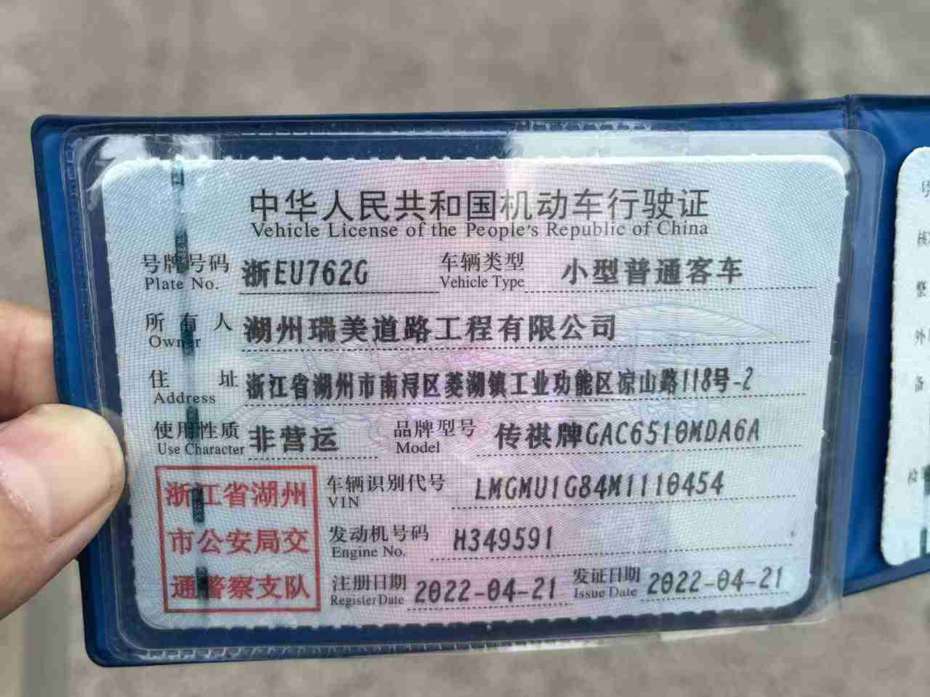 中华人民共和国机动车行驶证
Vehicle License of the People's Republic of China
号牌号码 浙EU762G 车辆类型 小型普通客车
Plate No. Vehicle Type
所有人 湖州瑞美道路工程有限公司
Owner
住址 浙江省湖州市南浔区菱湖镇工业功能区凉山路118号-2
Address
使用性质 非营运 品牌型号 传祺牌GAC6510MDA6A
Use Character Model
浙江省湖州
市公安局交
通警察支队
车辆识别代号 LMGMU1G84M1110454
VIN
发动机号码 H349591
Engine No.
注册日期 2022-04-21 发证日期 2022-04-21
Register Date Issue Date
号
核
整
外
备
检